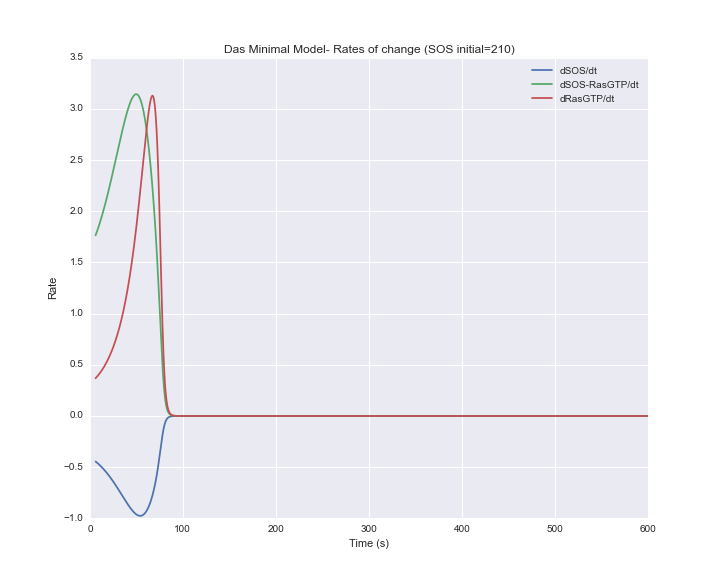 Das Minimal Model- Rates of change (SOS initial=210)
dSOS/dt
dSOS-RasGTP/dt
dRasGTP/dt
3.5
3.0
2.5
2.0
1.5
1.0
0.5
0.0
−0.5
−1.0
Rate
0 100 200 300 400 500 600
Time (s)